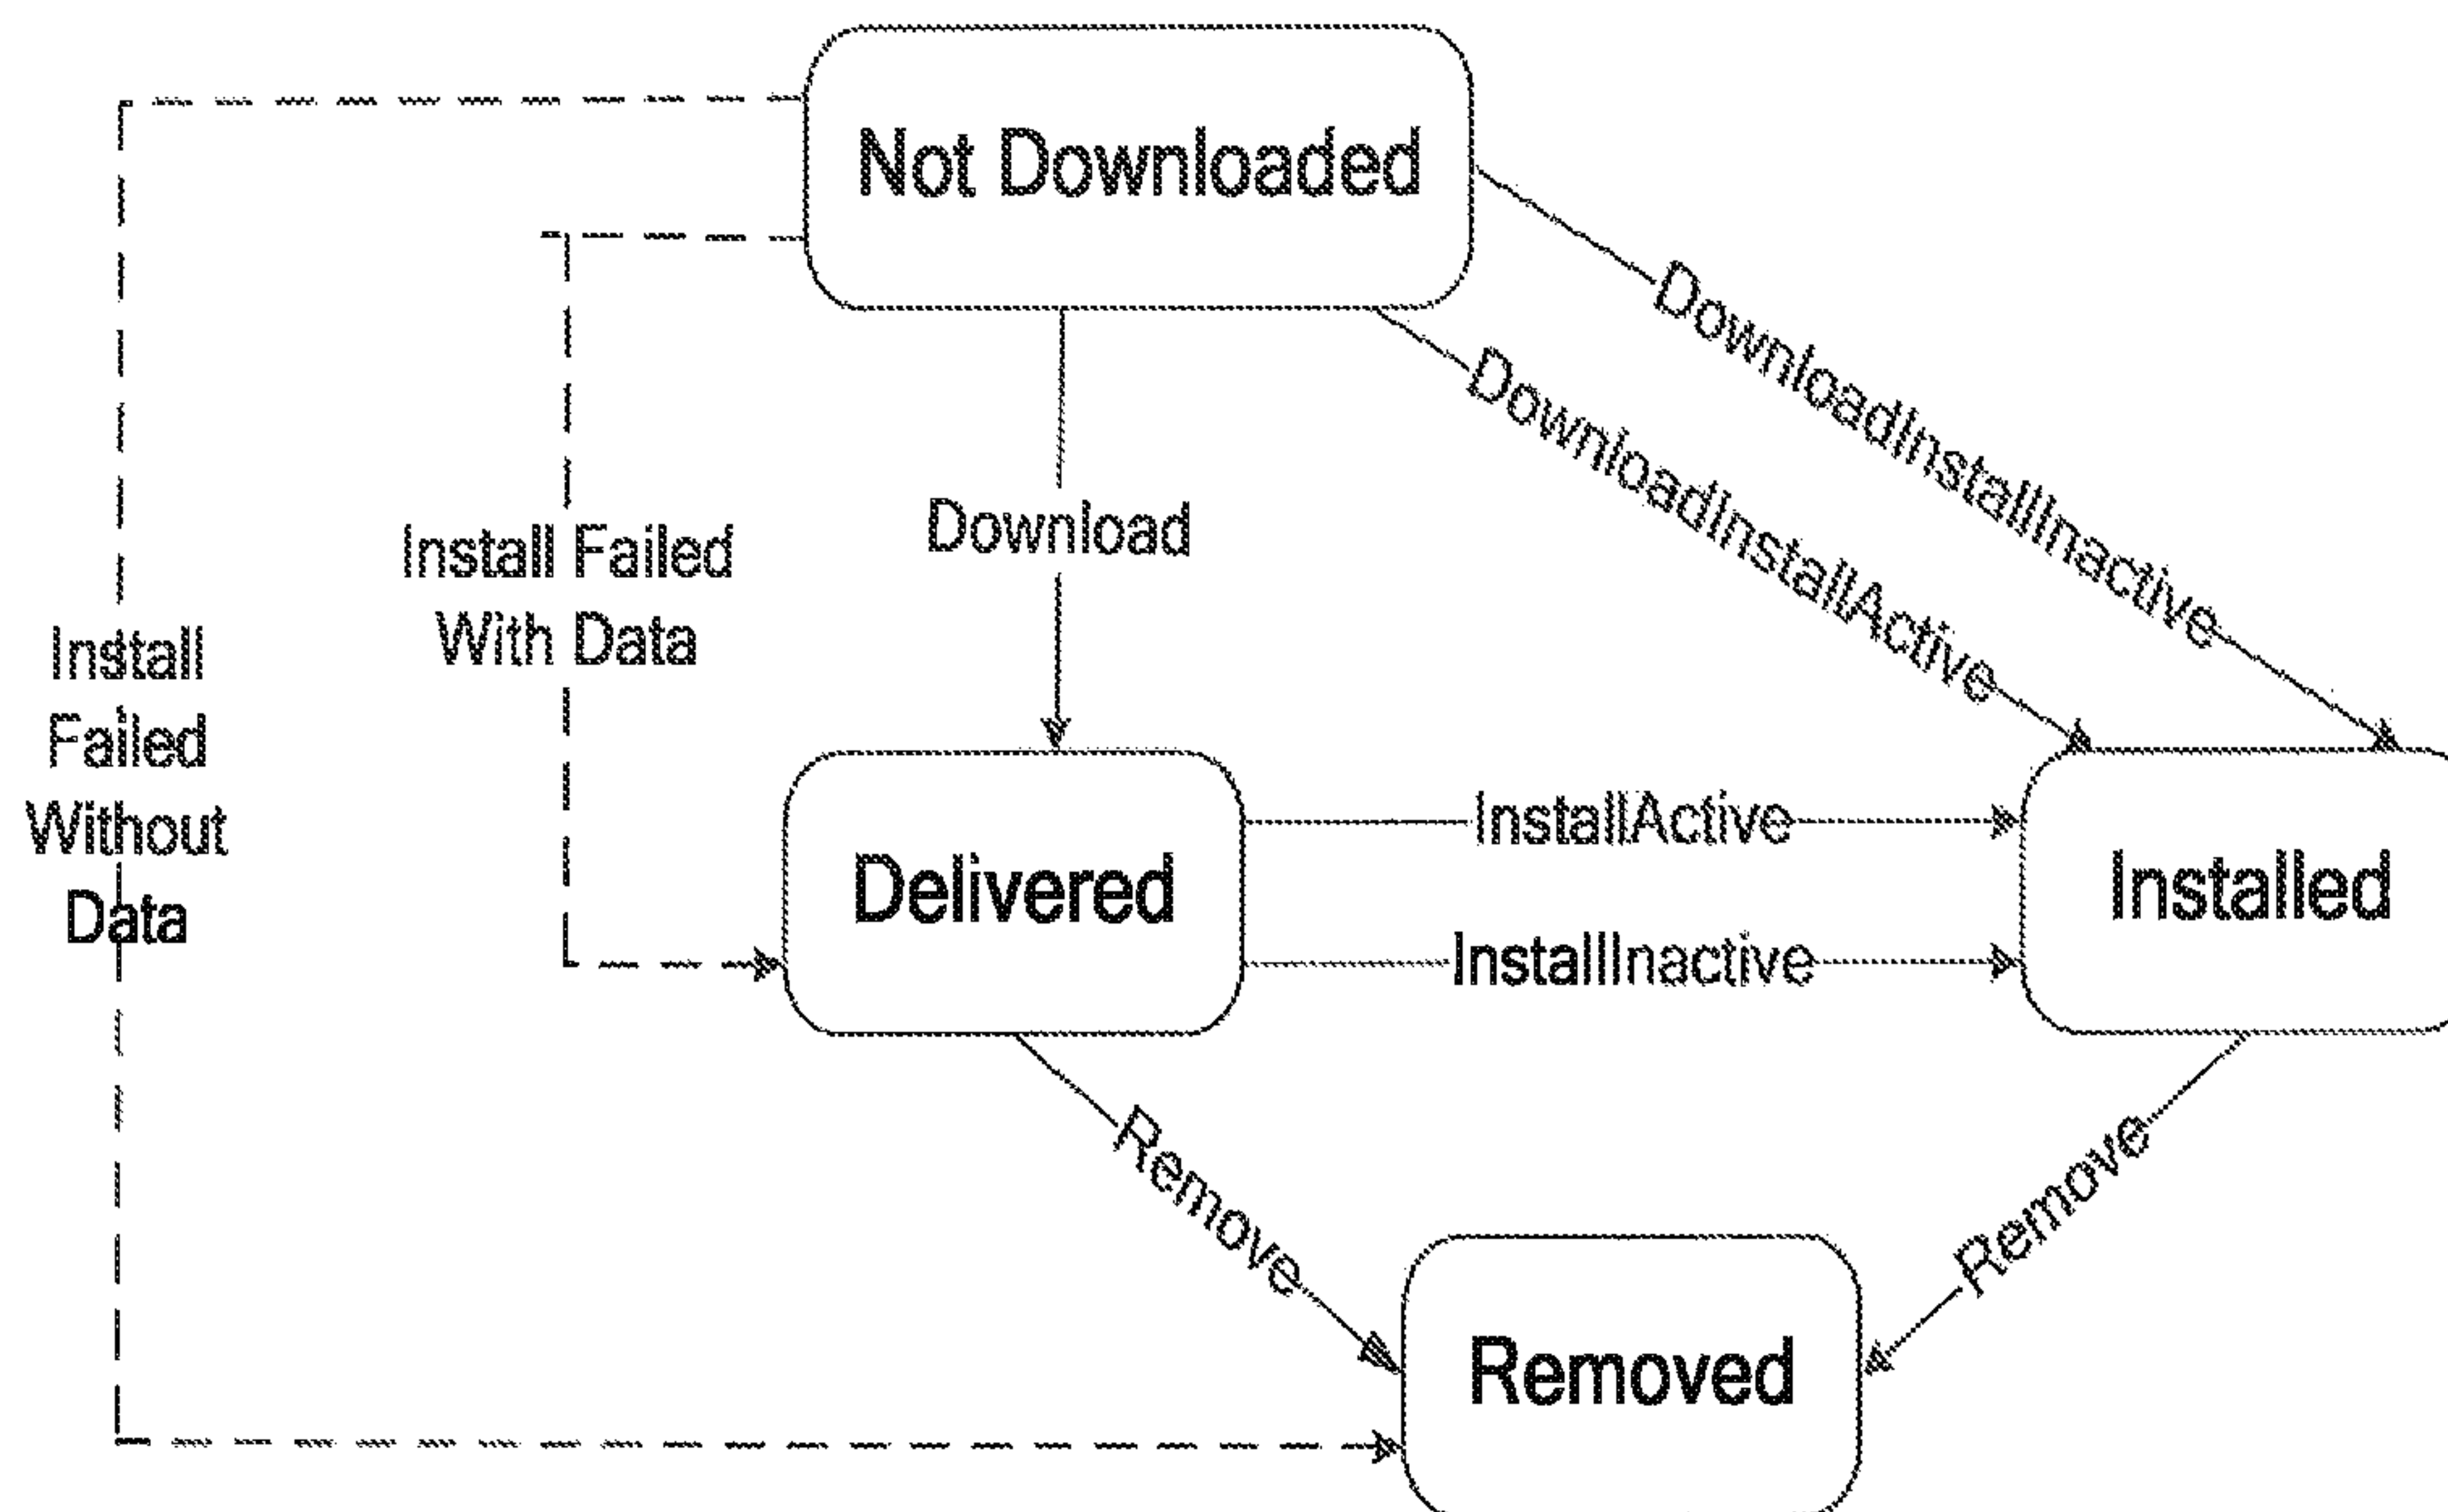 Not Downloaded
DownloadInstallInactive
DownloadInstallActive
Download
Install Failed
With Data
Install
Failed
Without
Data
InstallActive
Delivered
Installed
InstallInactive
Remove
Remove
Removed